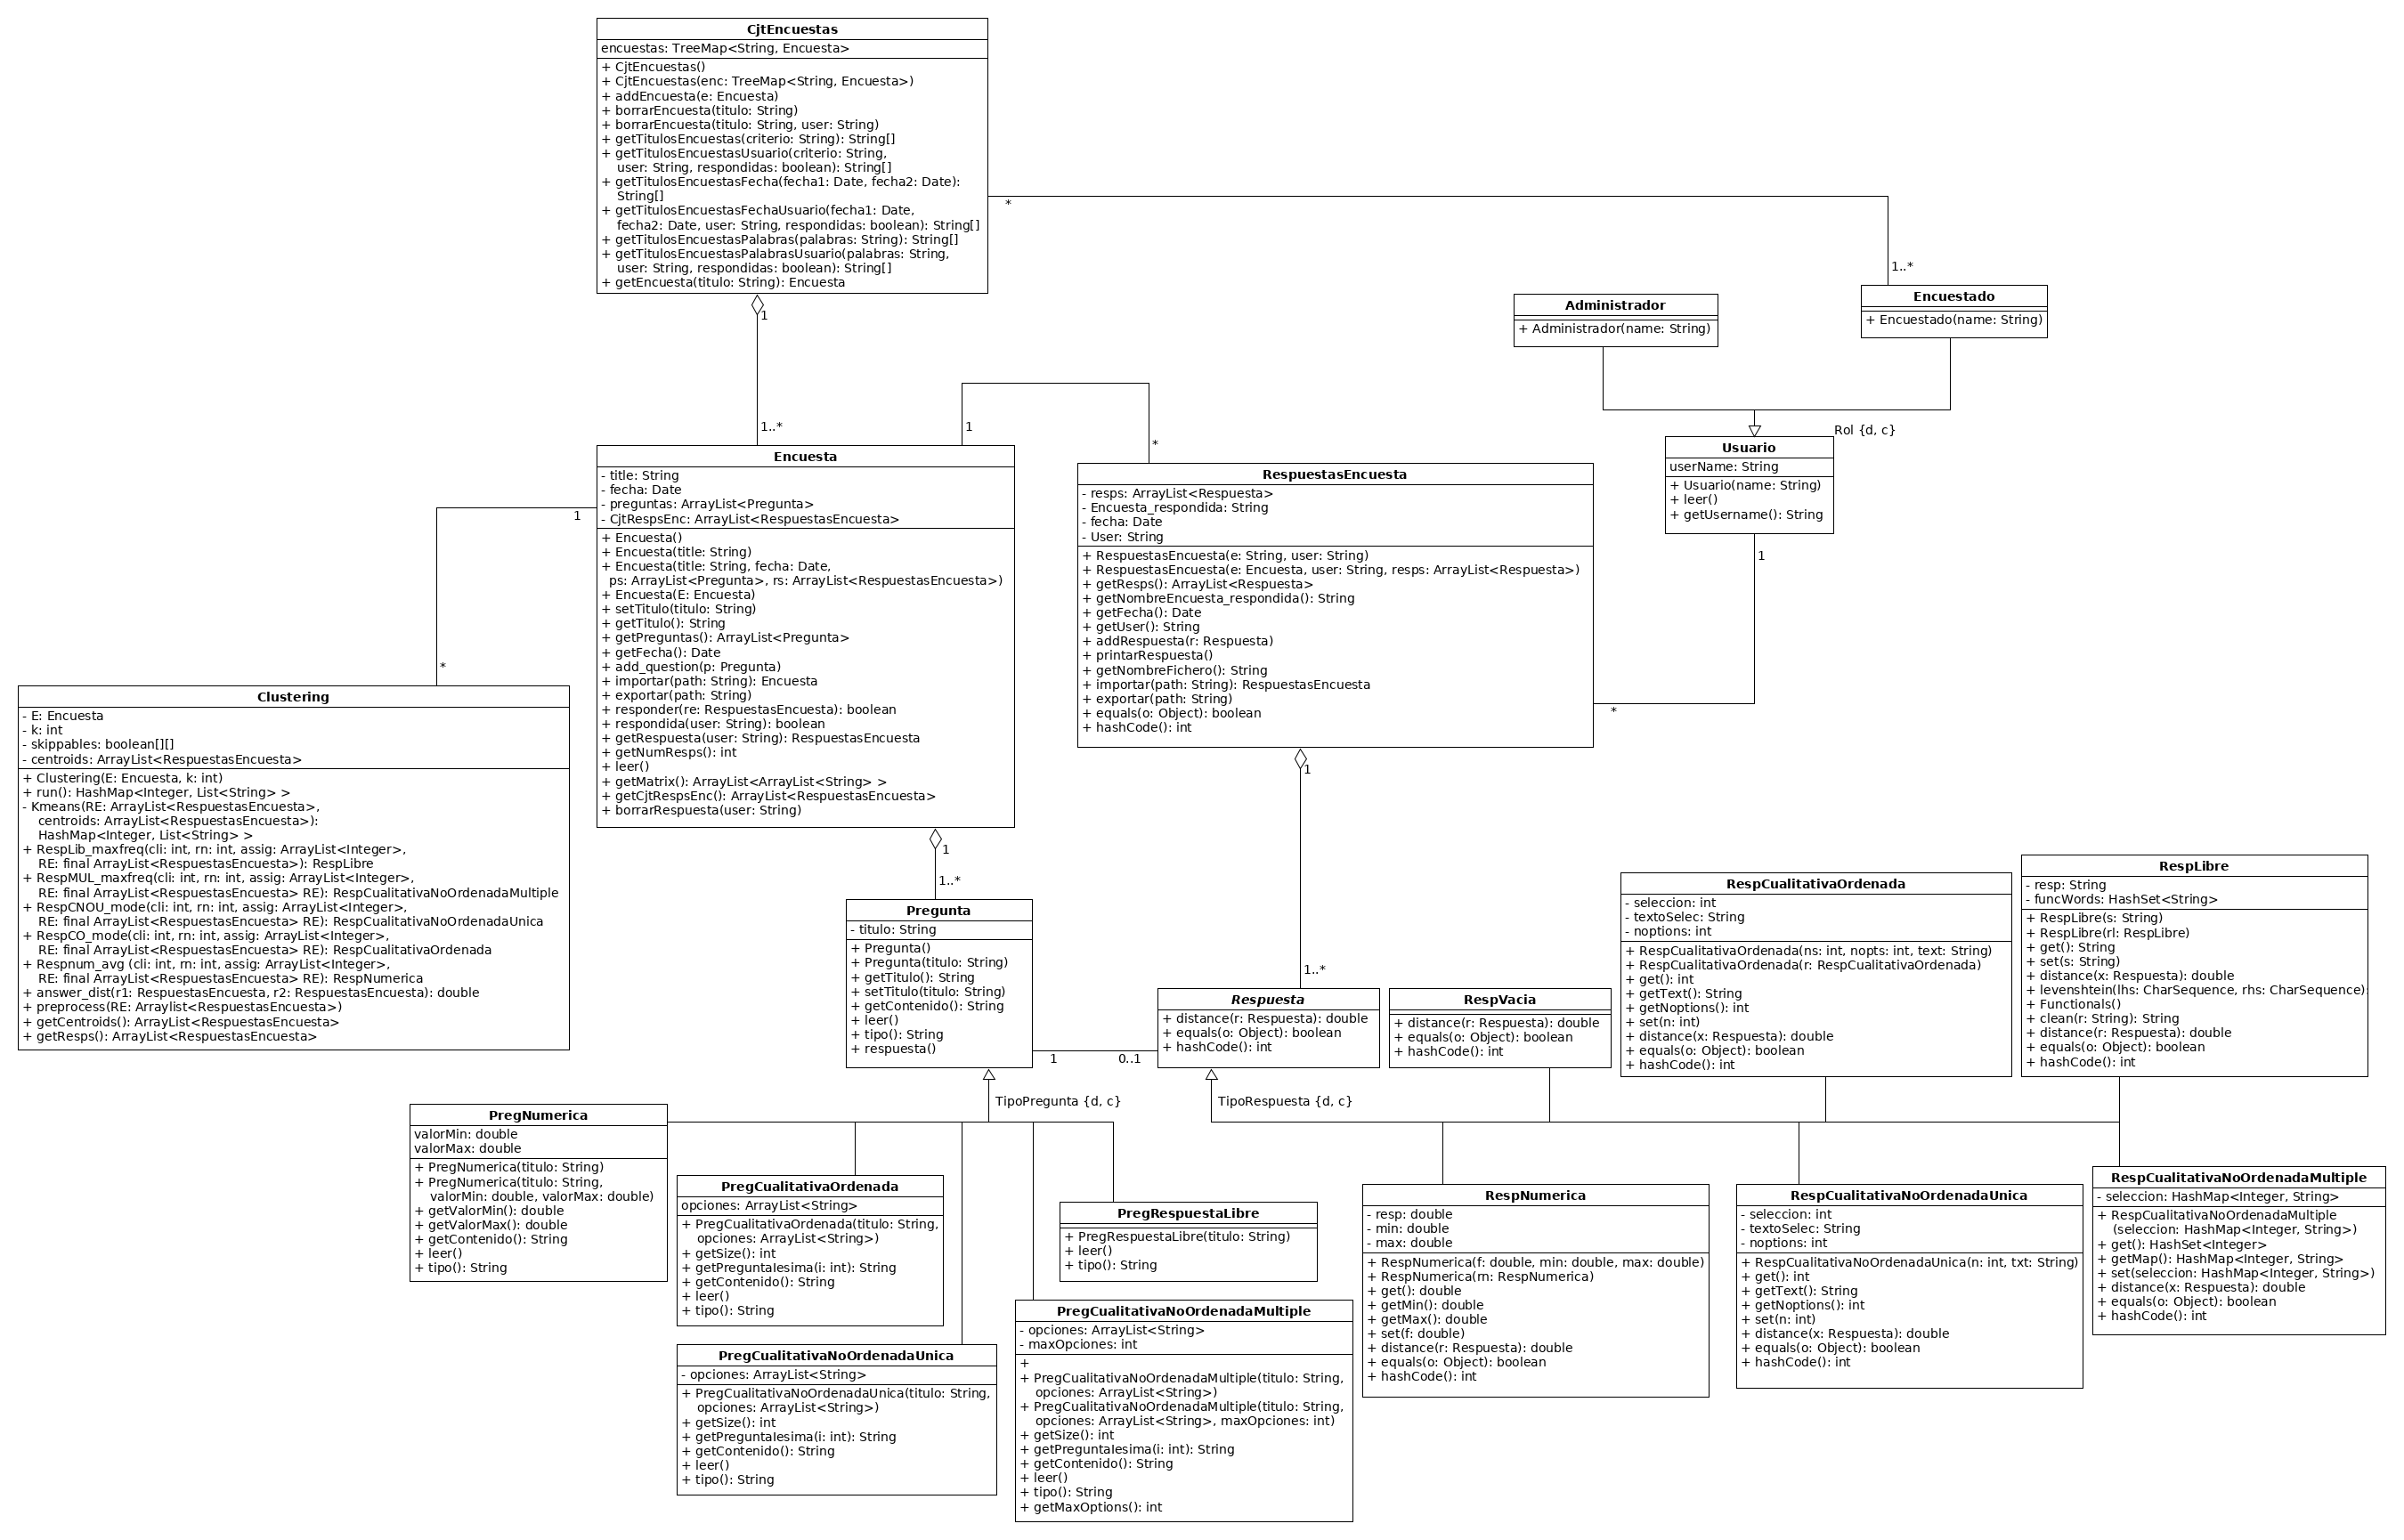 CjtEncuestas
encuestas: TreeMap<String, Encuesta>
+ CjtEncuestas()
+ CjtEncuestas(enc: TreeMap<String, Encuesta>)
+ addEncuesta(e: Encuesta)
+ borrarEncuesta(titulo: String)
+ borrarEncuesta(titulo: String, user: String)
+ getTitulosEncuestas(criterio: String): String[]
+ getTitulosEncuestasUsuario(criterio: String,
user: String, respondidas: boolean): String[]
+ getTitulosEncuestasFecha(fecha1: Date, fecha2: Date):
String[]
+ getTitulosEncuestasFechaUsuario(fecha1: Date,
fecha2: Date, user: String, respondidas: boolean): String[]
+ getTitulosEncuestasPalabras(palabras: String): String[]
+ getTitulosEncuestasPalabrasUsuario(palabras: String,
user: String, respondidas: boolean): String[]
+ getEncuesta(titulo: String): Encuesta
*
1..*
1
1..*
Administrador
+ Administrador(name: String)
Encuestado
+ Encuestado(name: String)
Rol {d, c}
Usuario
userName: String
+ Usuario(name: String)
+ leer()
+ getUsername(): String
1
*
1
*
Encuesta
- title: String
- fecha: Date
- preguntas: ArrayList<Pregunta>
- CjtRespsEnc: ArrayList<RespuestasEncuesta>
+ Encuesta()
+ Encuesta(title: String)
+ Encuesta(title: String, fecha: Date,
ps: ArrayList<Pregunta>, rs: ArrayList<RespuestasEncuesta>)
+ Encuesta(E: Encuesta)
+ setTitulo(titulo: String)
+ getTitulo(): String
+ getPreguntas(): ArrayList<Pregunta>
+ getFecha(): Date
+ add_question(p: Pregunta)
+ importar(path: String): Encuesta
+ exportar(path: String)
+ responder(re: RespuestasEncuesta): boolean
+ respondida(user: String): boolean
+ getRespuesta(user: String): RespuestasEncuesta
+ getNumResps(): int
+ leer()
+ getMatrix(): ArrayList<ArrayList<String> >
+ getCjtRespsEnc(): ArrayList<RespuestasEncuesta>
+ borrarRespuesta(user: String)
RespuestasEncuesta
- resps: ArrayList<Respuesta>
- Encuesta_respondida: String
- fecha: Date
- User: String
+ RespuestasEncuesta(e: String, user: String)
+ RespuestasEncuesta(e: Encuesta, user: String, resps: ArrayList<Respuesta>)
+ getResps(): ArrayList<Respuesta>
+ getNombreEncuesta_respondida(): String
+ getFecha(): Date
+ getUser(): String
+ addRespuesta(r: Respuesta)
+ printarRespuesta()
+ getNombreFichero(): String
+ importar(path: String): RespuestasEncuesta
+ exportar(path: String)
+ equals(o: Object): boolean
+ hashCode(): int
1
*
Clustering
- E: Encuesta
- k: int
- skippables: boolean[][]
- centroids: ArrayList<RespuestasEncuesta>
+ Clustering(E: Encuesta, k: int)
+ run(): HashMap<Integer, List<String> >
- Kmeans(RE: ArrayList<RespuestasEncuesta>,
centroids: ArrayList<RespuestasEncuesta>):
HashMap<Integer, List<String> >
+ RespLib_maxfreq(cli: int, rn: int, assig: ArrayList<Integer>,
RE: final ArrayList<RespuestasEncuesta>): RespLibre
+ RespMUL_maxfreq(cli: int, rn: int, assig: ArrayList<Integer>,
RE: final ArrayList<RespuestasEncuesta> RE): RespCualitativaNoOrdenadaMultiple
+ RespCNOU_mode(cli: int, rn: int, assig: ArrayList<Integer>,
RE: final ArrayList<RespuestasEncuesta> RE): RespCualitativaNoOrdenadaUnica
+ RespCO_mode(cli: int, rn: int, assig: ArrayList<Integer>,
RE: final ArrayList<RespuestasEncuesta> RE): RespCualitativaOrdenada
+ Respnum_avg (cli: int, rn: int, assig: ArrayList<Integer>,
RE: final ArrayList<RespuestasEncuesta> RE): RespNumerica
+ answer_dist(r1: RespuestasEncuesta, r2: RespuestasEncuesta): double
+ preprocess(RE: Arraylist<RespuestasEncuesta>)
+ getCentroids(): ArrayList<RespuestasEncuesta>
+ getResps(): ArrayList<RespuestasEncuesta>
1
1..*
Pregunta
- titulo: String
+ Pregunta()
+ Pregunta(titulo: String)
+ getTitulo(): String
+ setTitulo(titulo: String)
+ getContenido(): String
+ leer()
+ tipo(): String
+ respuesta()
1
0..1
1
1..*
Respuesta
+ distance(r: Respuesta): double
+ equals(o: Object): boolean
+ hashCode(): int
RespVacia
+ distance(r: Respuesta): double
+ equals(o: Object): boolean
+ hashCode(): int
RespCualitativaOrdenada
- seleccion: int
- textoSelec: String
- noptions: int
+ RespCualitativaOrdenada(ns: int, nopts: int, text: String)
+ RespCualitativaOrdenada(r: RespCualitativaOrdenada)
+ get(): int
+ getText(): String
+ getNoptions(): int
+ set(n: int)
+ distance(x: Respuesta): double
+ equals(o: Object): boolean
+ hashCode(): int
RespLibre
- resp: String
- funcWords: HashSet<String>
+ RespLibre(s: String)
+ RespLibre(rl: RespLibre)
+ get(): String
+ set(s: String)
+ distance(x: Respuesta): double
+ levenshtein(lhs: CharSequence, rhs: CharSequence):
+ Functionals()
+ clean(r: String): String
+ distance(r: Respuesta): double
+ equals(o: Object): boolean
+ hashCode(): int
TipoPregunta {d, c}
TipoRespuesta {d, c}
PregNumerica
valorMin: double
valorMax: double
+ PregNumerica(titulo: String)
+ PregNumerica(titulo: String,
valorMin: double, valorMax: double)
+ getValorMin(): double
+ getValorMax(): double
+ getContenido(): String
+ leer()
+ tipo(): String
PregCualitativaOrdenada
opciones: ArrayList<String>
+ PregCualitativaOrdenada(titulo: String,
opciones: ArrayList<String>)
+ getSize(): int
+ getPreguntaIesima(i: int): String
+ getContenido(): String
+ leer()
+ tipo(): String
PregCualitativaNoOrdenadaUnica
- opciones: ArrayList<String>
+ PregCualitativaNoOrdenadaUnica(titulo: String,
opciones: ArrayList<String>)
+ getSize(): int
+ getPreguntaIesima(i: int): String
+ getContenido(): String
+ leer()
+ tipo(): String
PregRespuestaLibre
+ PregRespuestaLibre(titulo: String)
+ leer()
+ tipo(): String
PregCualitativaNoOrdenadaMultiple
- opciones: ArrayList<String>
- maxOpciones: int
+
+ PregCualitativaNoOrdenadaMultiple(titulo: String,
opciones: ArrayList<String>)
+ PregCualitativaNoOrdenadaMultiple(titulo: String,
opciones: ArrayList<String>, maxOpciones: int)
+ getSize(): int
+ getPreguntaIesima(i: int): String
+ getContenido(): String
+ leer()
+ tipo(): String
+ getMaxOptions(): int
RespNumerica
- resp: double
- min: double
- max: double
+ RespNumerica(f: double, min: double, max: double)
+ RespNumerica(rn: RespNumerica)
+ get(): double
+ getMin(): double
+ getMax(): double
+ set(f: double)
+ distance(r: Respuesta): double
+ equals(o: Object): boolean
+ hashCode(): int
RespCualitativaNoOrdenadaUnica
- seleccion: int
- textoSelec: String
- noptions: int
+ RespCualitativaNoOrdenadaUnica(n: int, txt: String)
+ get(): int
+ getText(): String
+ getNoptions(): int
+ set(n: int)
+ distance(x: Respuesta): double
+ equals(o: Object): boolean
+ hashCode(): int
RespCualitativaNoOrdenadaMultiple
- seleccion: HashMap<Integer, String>
+ RespCualitativaNoOrdenadaMultiple
(seleccion: HashMap<Integer, String>)
+ get(): HashSet<Integer>
+ getMap(): HashMap<Integer, String>
+ set(seleccion: HashMap<Integer, String>)
+ distance(x: Respuesta): double
+ equals(o: Object): boolean
+ hashCode(): int